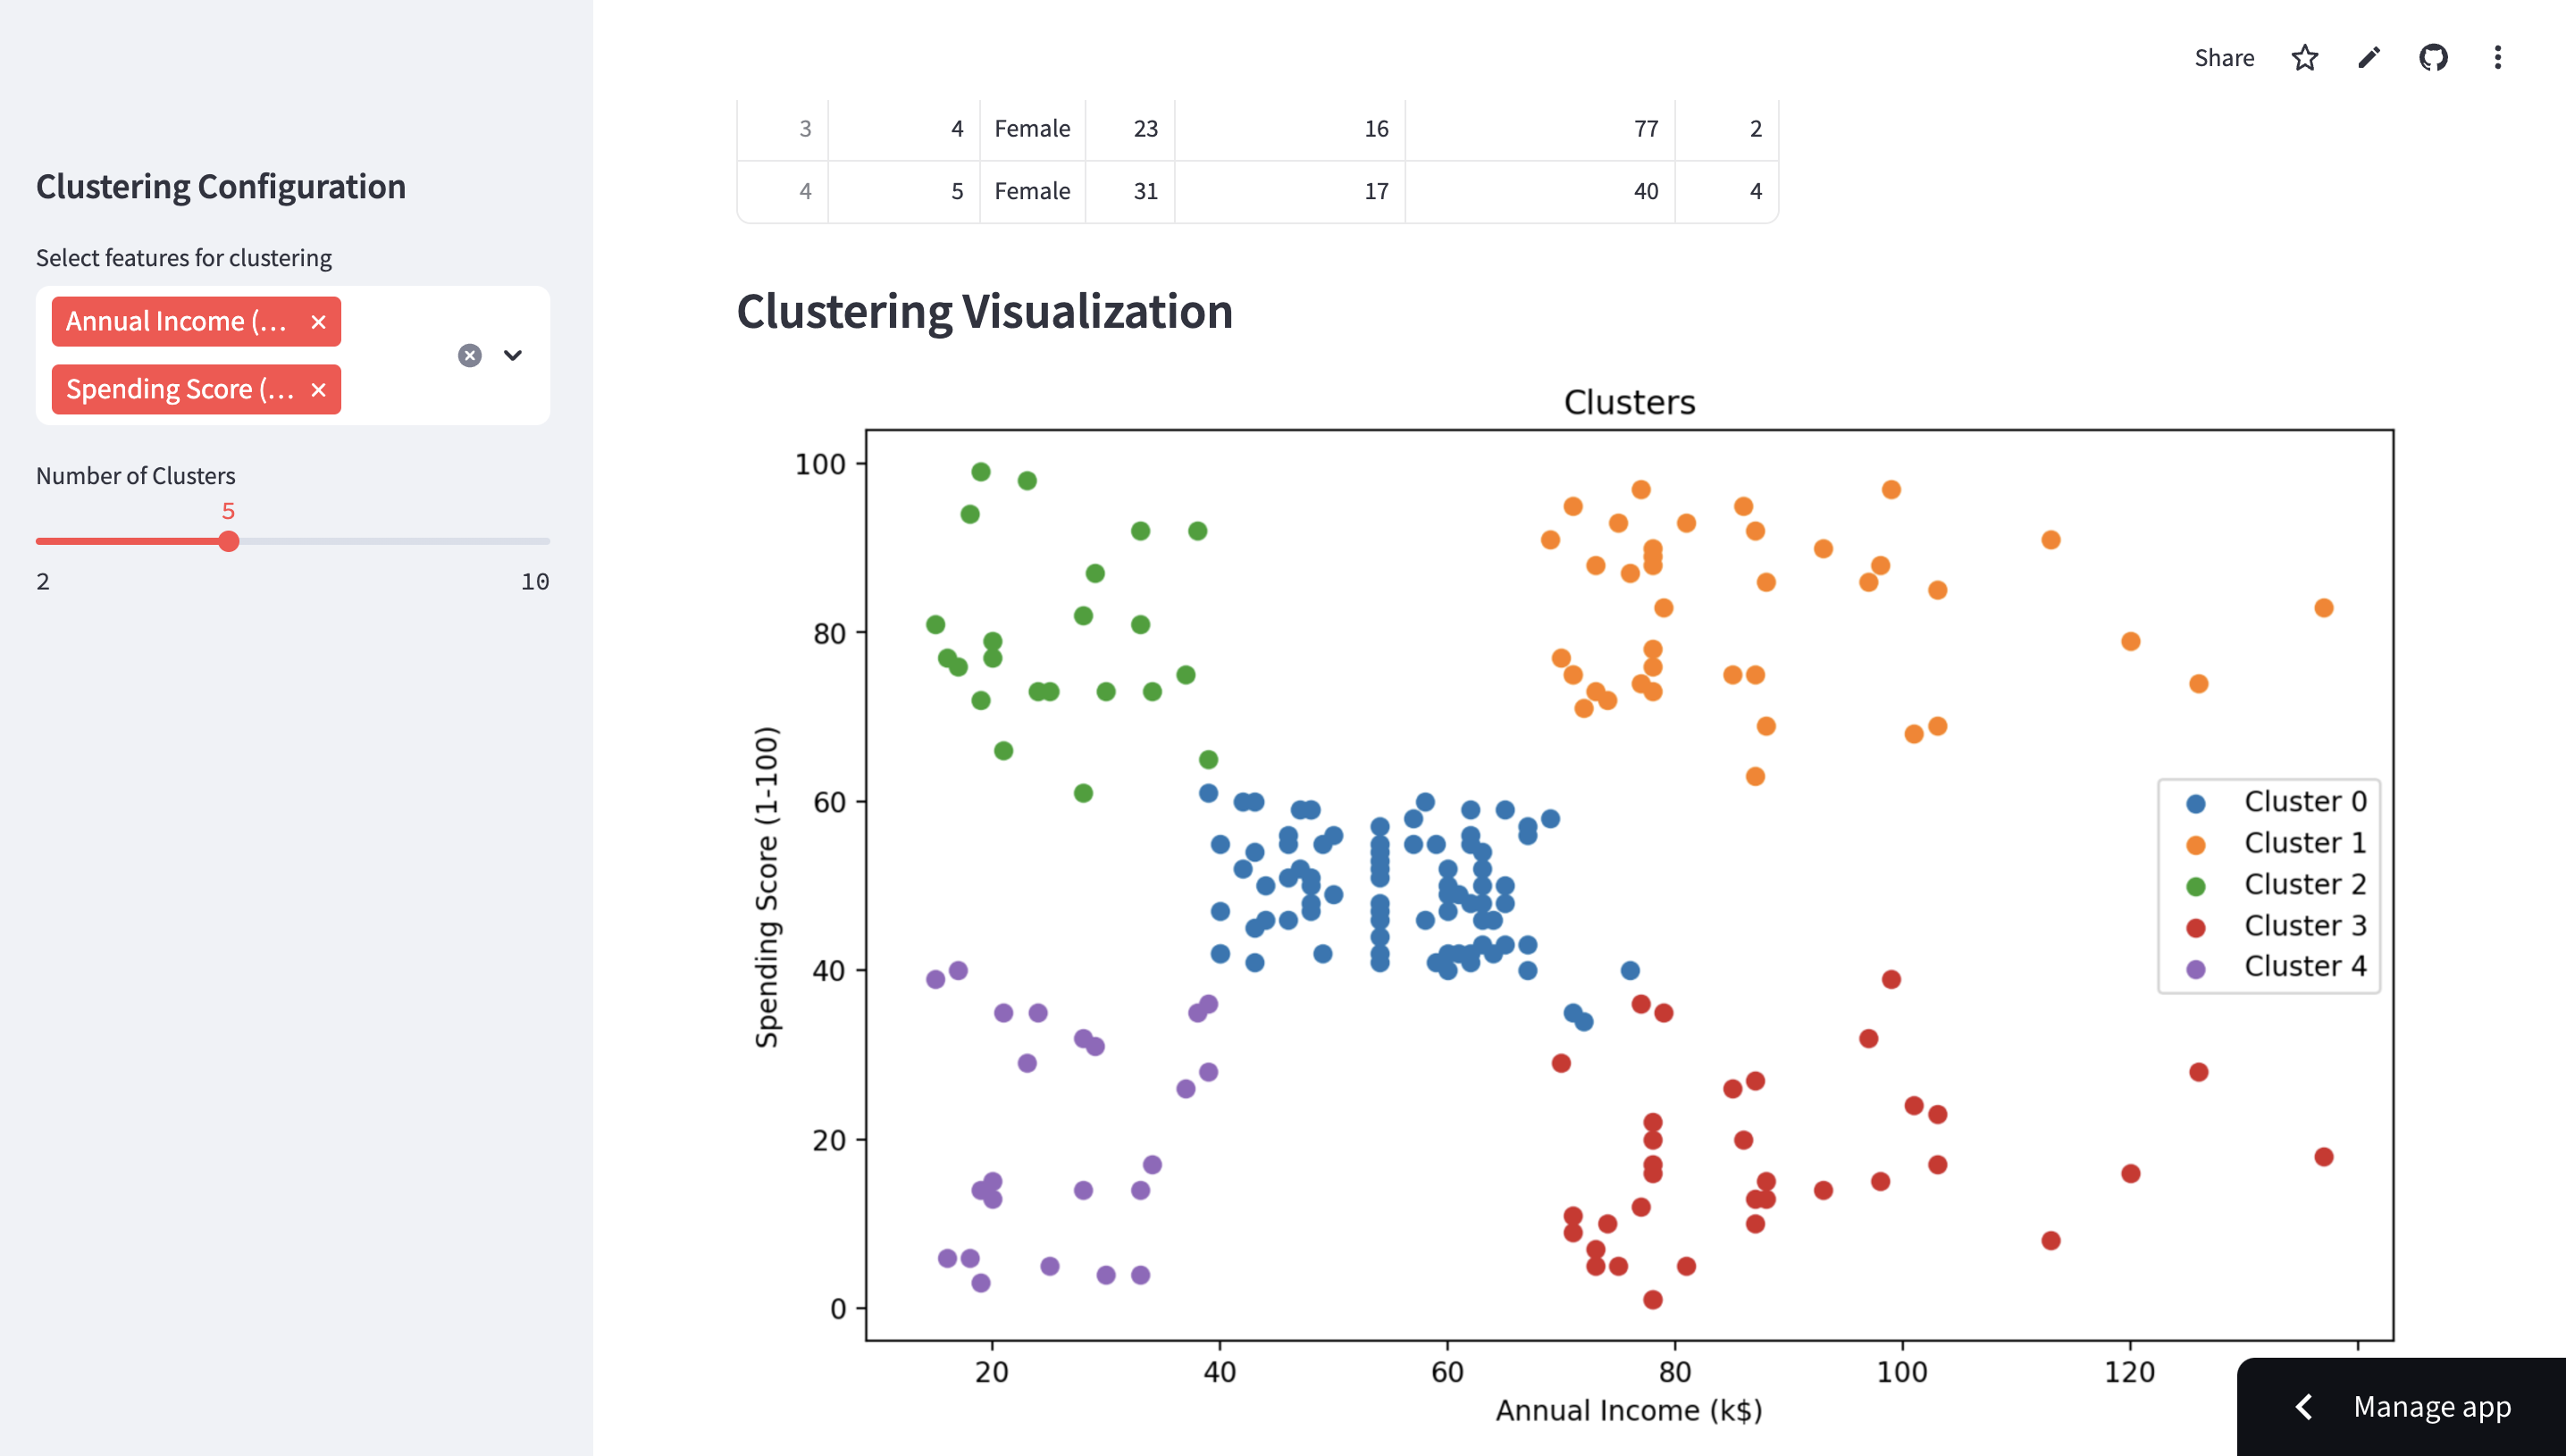 Share
Clustering Configuration
Select features for clustering
Annual Income (...
Spending Score (...
Number of Clusters
5
2 10
3 4 Female 23 16 77 2
4 5 Female 31 17 40 4
Clustering Visualization
Clusters
100
80
60
40
20
0
Spending Score (1-100)
Cluster 0
Cluster 1
Cluster 2
Cluster 3
Cluster 4
20 40 60 80 100 120
Annual Income (k$)
Manage app